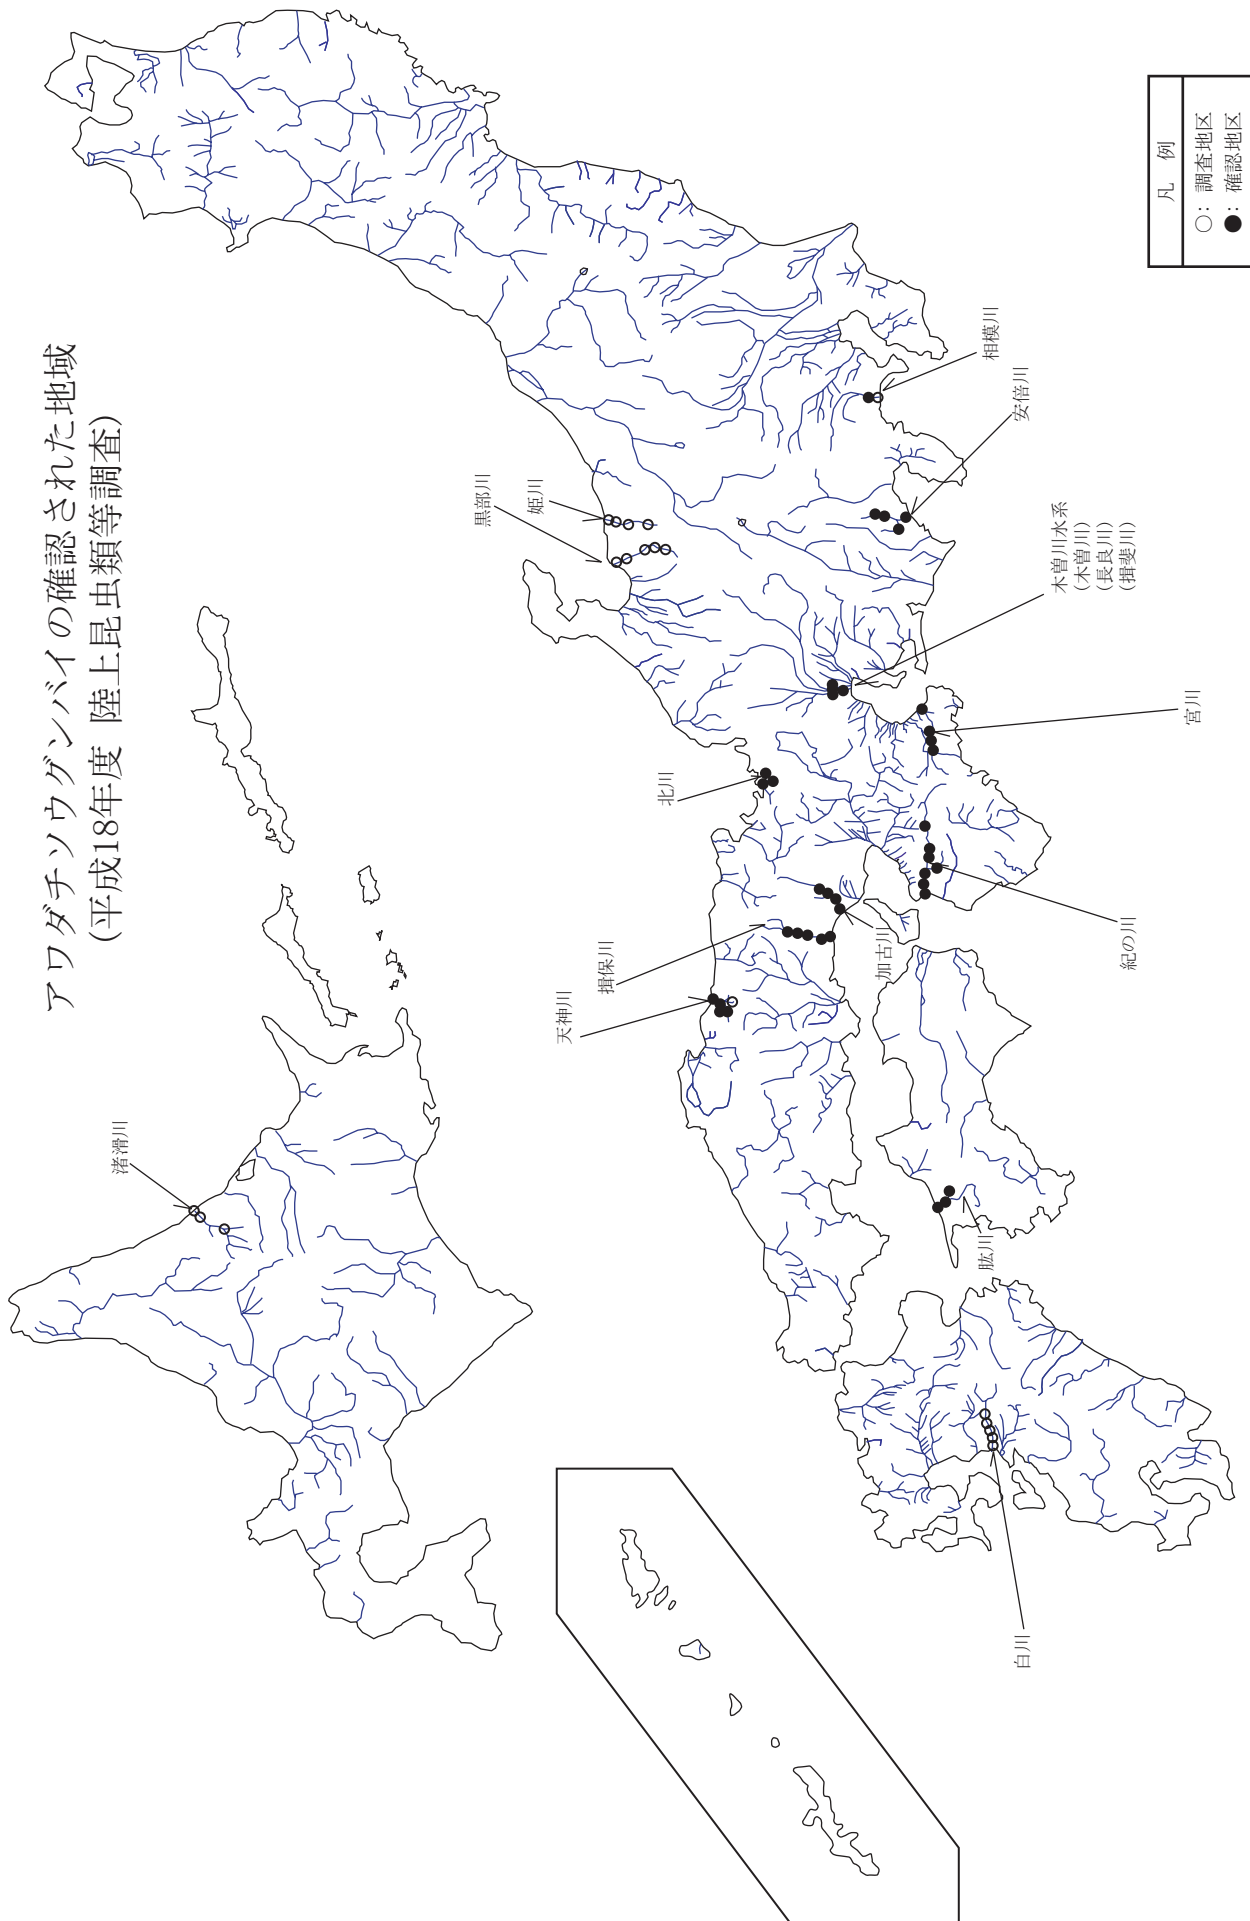 アワダチソウグンバイの確認された地域
(平成18年度 陸上昆虫類等調査)
渚滑川
黒部川
姫川
相模川
安倍川
木曽川水系
(木曽川)
(長良川)
(揖斐川)
宮川
北川
紀の川
加古川
揖保川
天神川
肱川
白川
凡 例
○：調査地区
●：確認地区